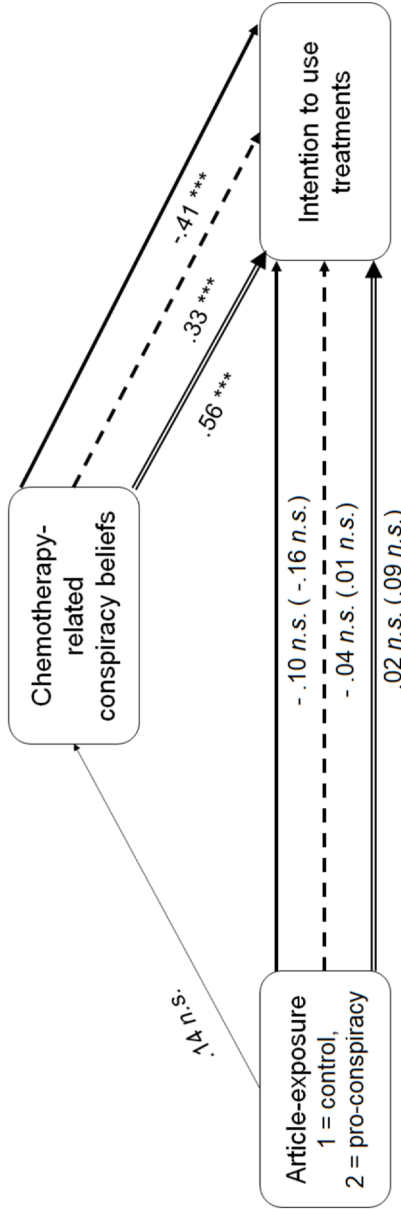 Chemotherapy-
related
conspiracy beliefs
-.41 ***
.33 ***
.56 ***
.14 n.s.
Article-exposure
1 = control,
2 = pro-conspiracy
Intention to use
treatments
- .10 n.s. ( -.16 n.s.)
- .04 n.s. (.01 n.s.)
.02 n.s. (.09 n.s.)